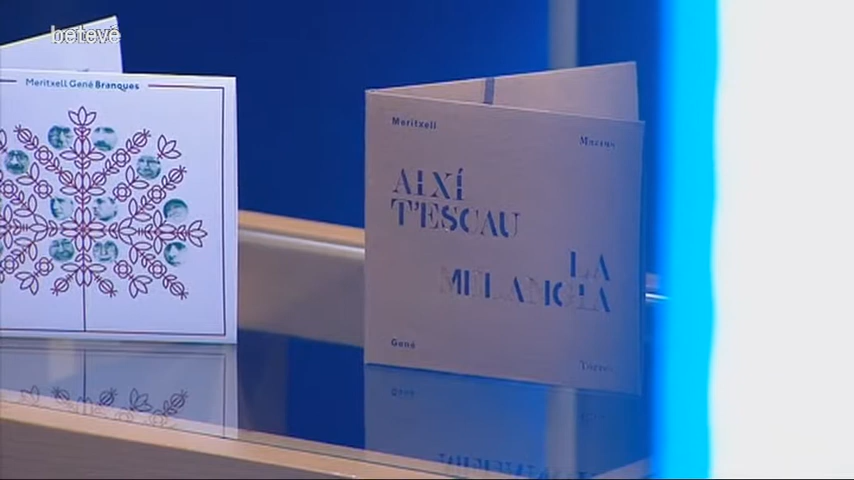 betevé
Meritxell Gené Branques
Meritxell
Marcus
AIXÍ
T'ESCAU
LA
MELANGIA
Gené
Torres